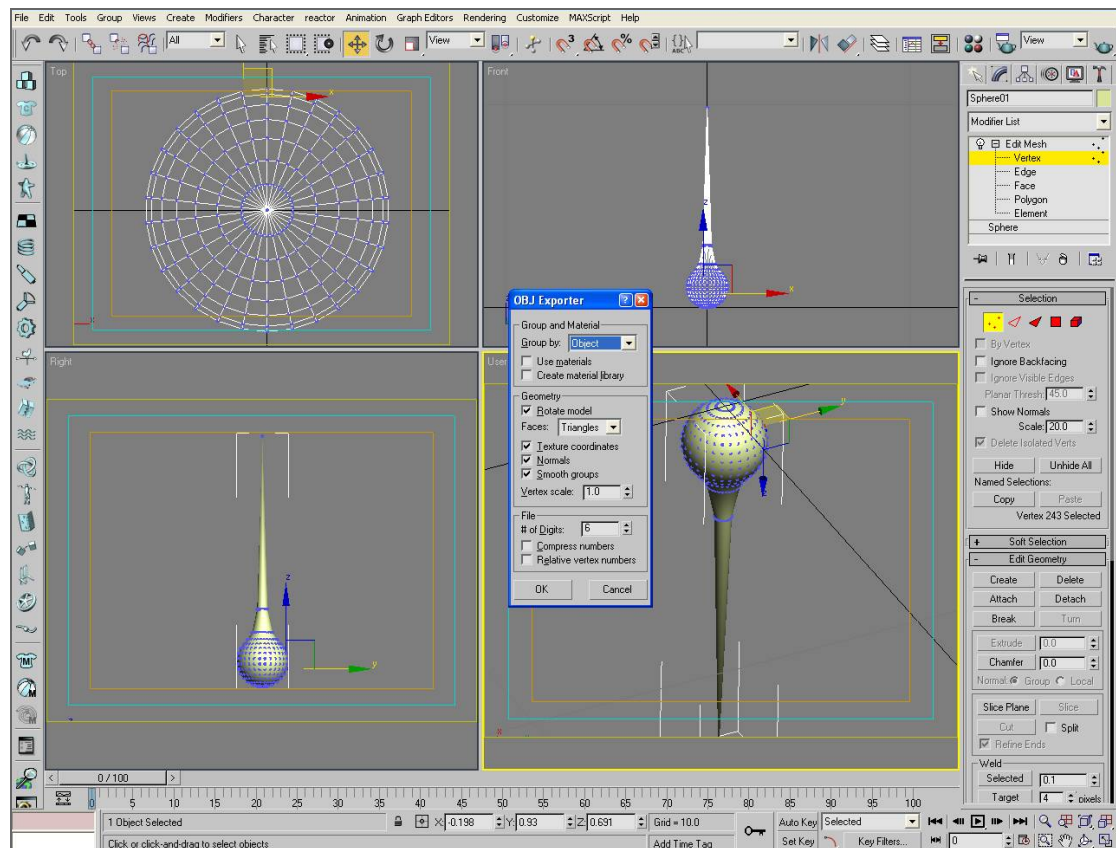 File Edit Tools Group Views Create Modifiers Character reactor Animation Graph Editors Rendering Customize MAXScript Help
All View 3 % ABC View
Top
Front
Right
User
Sphere01
Modifier List
Edit Mesh
Vertex
Edge
Face
Polygon
Element
Sphere
Selection
By Vertex
Ignore Backfacing
Ignore Visible Edges
Planar Thresh: 45.0
Show Normals
Scale: 20.0
Delete Isolated Verts
Hide Unhide All
Named Selections:
Copy Paste
Vertex 243 Selected
Soft Selection
Edit Geometry
Create Delete
Attach Detach
Break Turn
Extrude 0.0
Chamfer 0.0
Normal: Group Local
Slice Plane Slice
Cut Split
Refine Ends
Weld
Selected 0.1
Target 4 pixels
OBJ Exporter
Group and Material
Group by: Object
Use materials
Create material library
Geometry
Rotate model
Faces: Triangles
Texture coordinates
Normals
Smooth groups
Vertex scale: 1.0
File
# of Digits: 6
Compress numbers
Relative vertex numbers
OK Cancel
x
z
x
z
y
y
z
x
0 / 100
0 5 10 15 20 25 30 35 40 45 50 55 60 65 70 75 80 85 90 95 100
1 Object Selected X: -0.198 Y: 0.93 Z: 0.691 Grid = 10.0 Auto Key Selected
Click or click-and-drag to select objects Add Time Tag Set Key Key Filters... 0